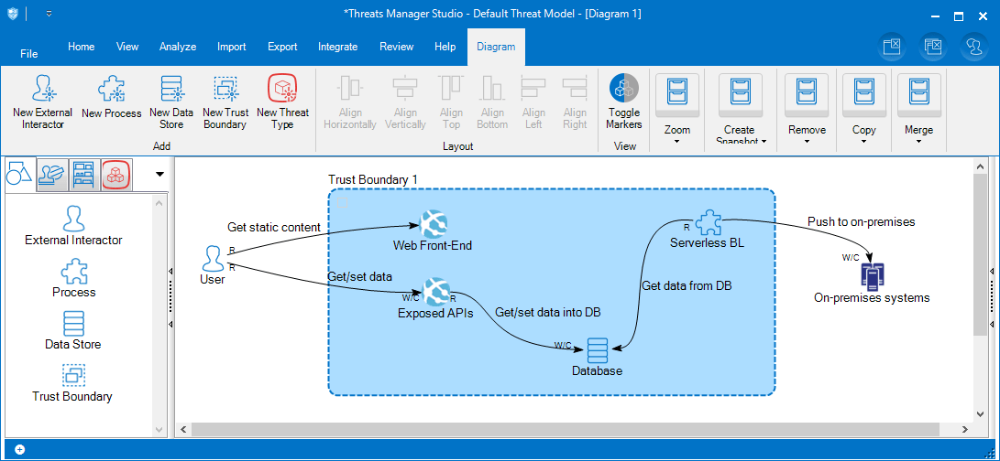 *Threats Manager Studio - Default Threat Model - [Diagram 1]
File Home View Analyze Import Export Integrate Review Help Diagram
New External Interactor
New Process
New Data Store
New Trust Boundary
New Threat Type
Add
Align Horizontally
Align Vertically
Align Top
Align Bottom
Align Left
Align Right
Layout
Toggle Markers
View
Zoom
Create Snapshot
Remove
Copy
Merge
External Interactor
Process
Data Store
Trust Boundary
Trust Boundary 1
Get static content
R
R
User
Web Front-End
Get/set data
W/C
R
Exposed APIs
Get/set data into DB
W/C
Database
Get data from DB
R
Serverless BL
Push to on-premises
W/C
On-premises systems